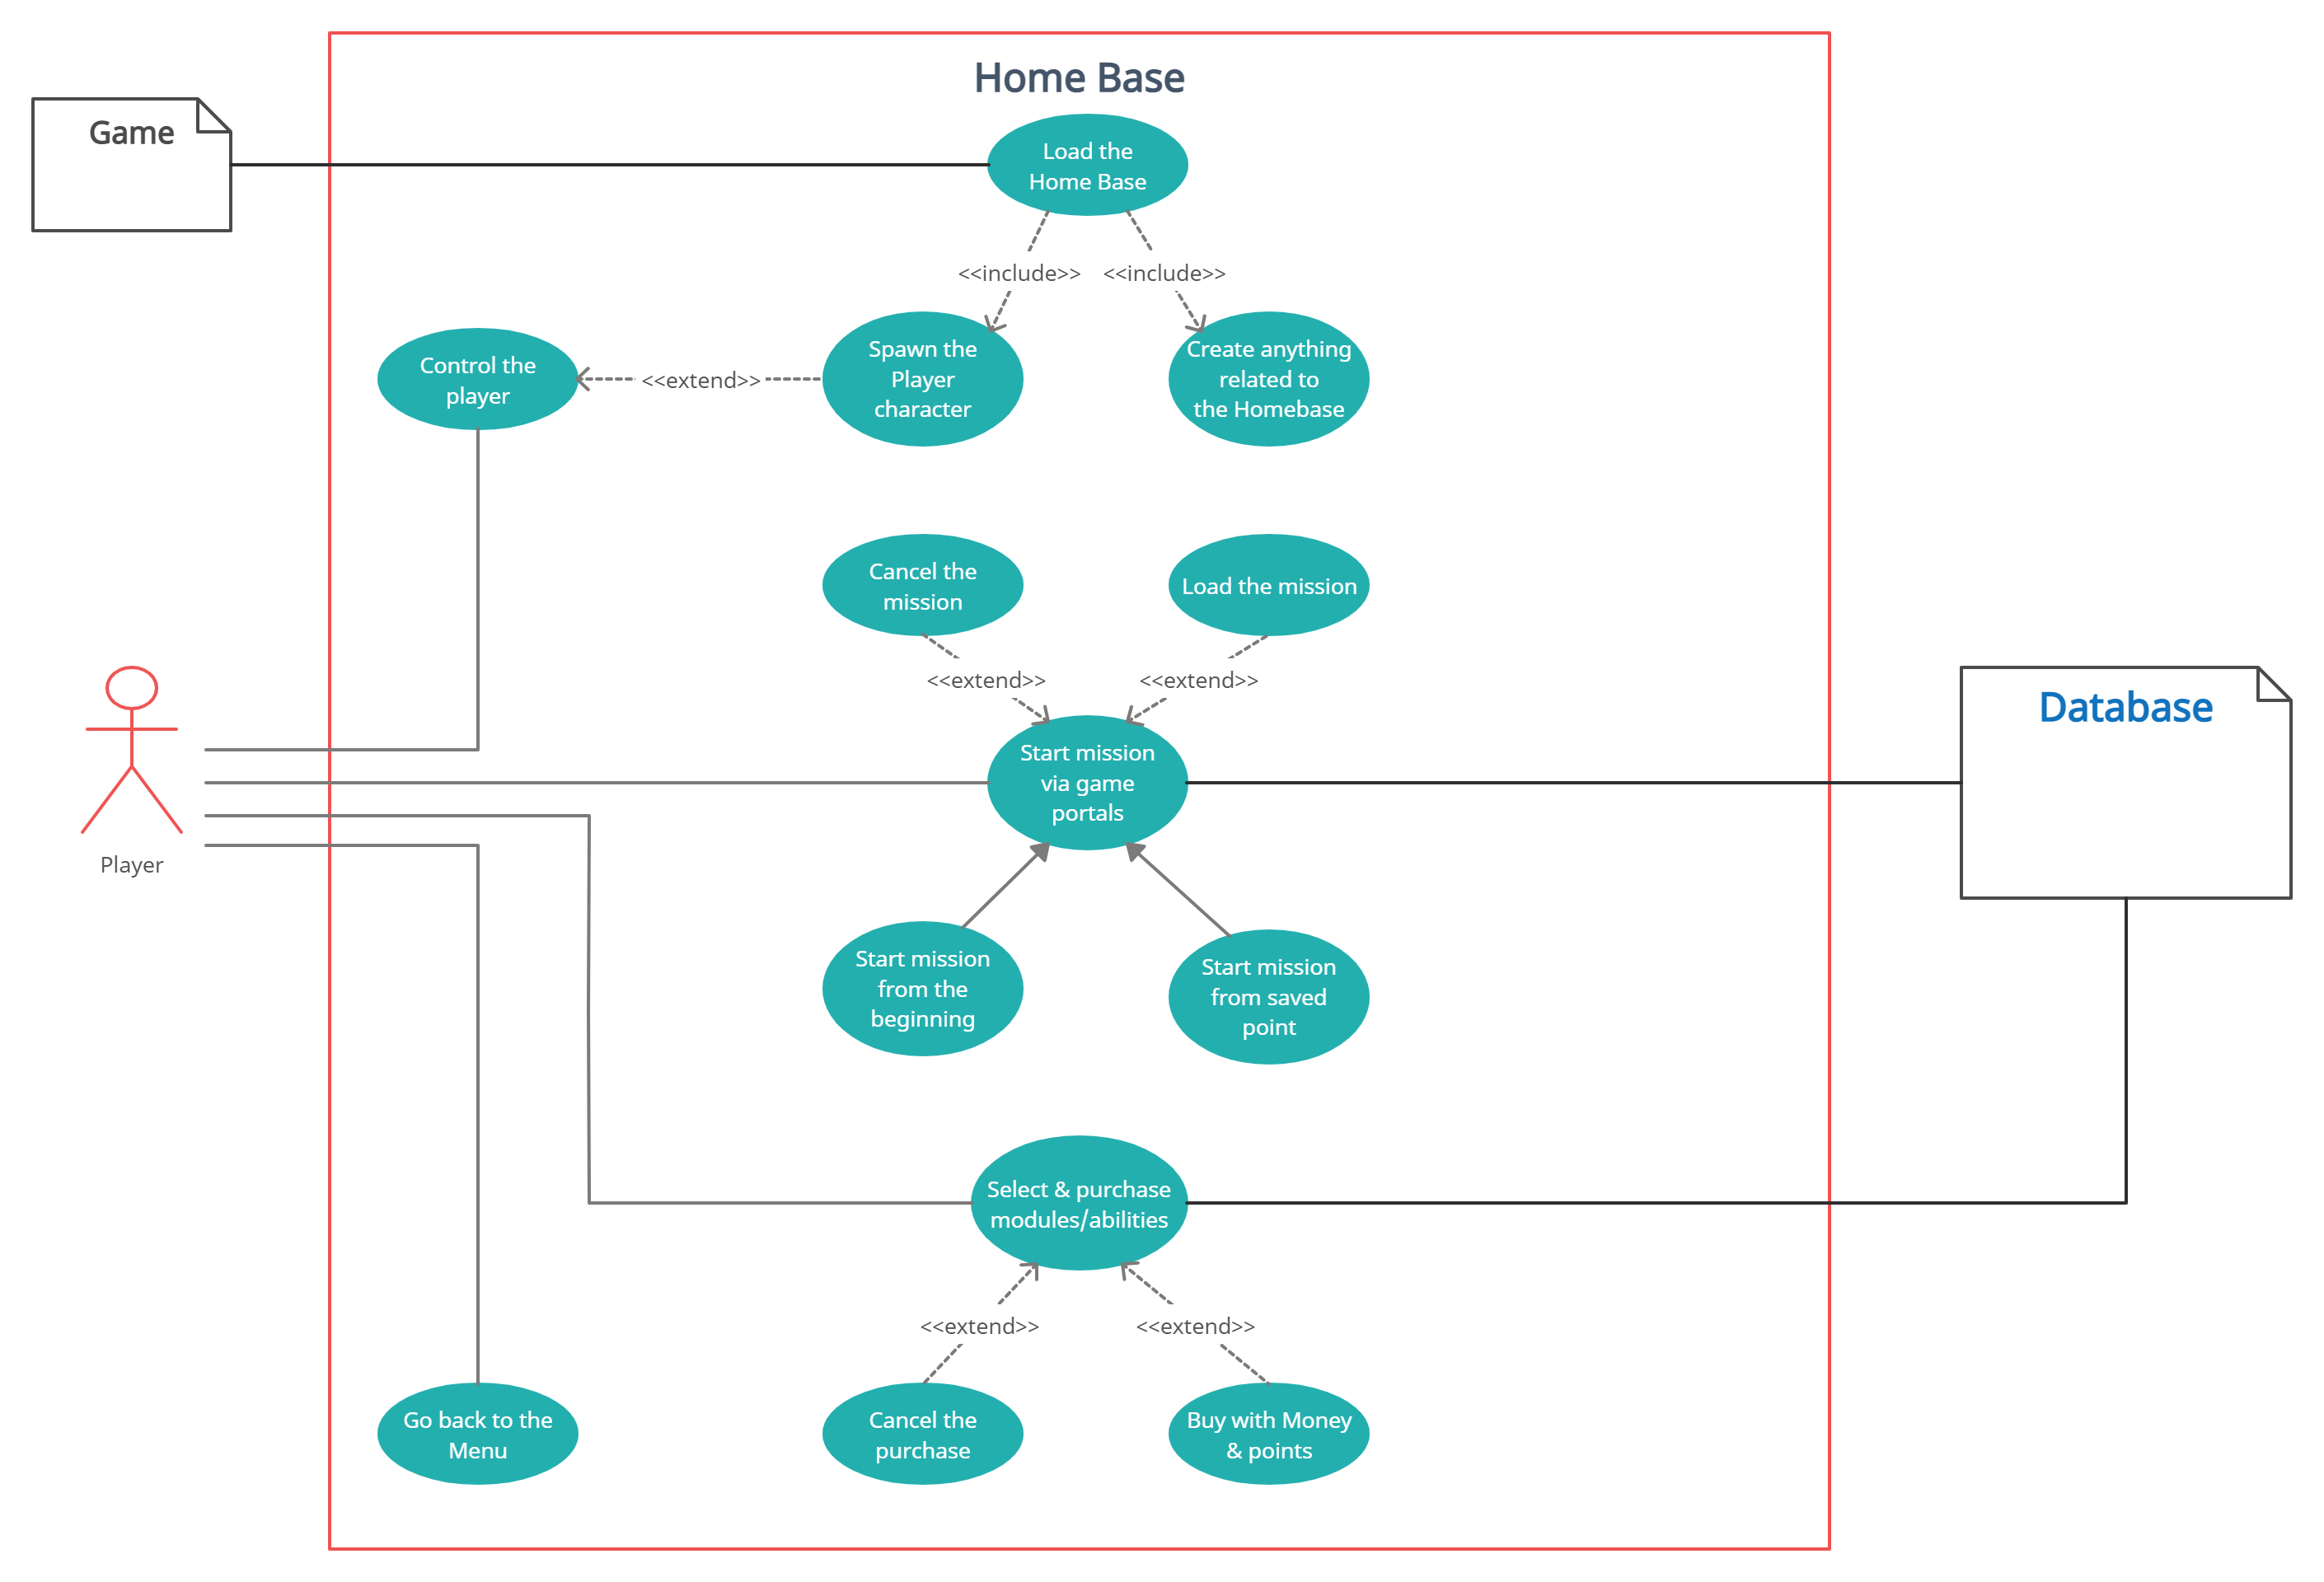 Home Base
Game
Load the
Home Base
<<include>>
<<include>>
Control the
player
<<extend>>
Spawn the
Player
character
Create anything
related to
the Homebase
Cancel the
mission
Load the mission
<<extend>>
<<extend>>
Player
Start mission
via game
portals
Database
Start mission
from the
beginning
Start mission
from saved
point
Select & purchase
modules/abilities
<<extend>>
<<extend>>
Go back to the
Menu
Cancel the
purchase
Buy with Money
& points